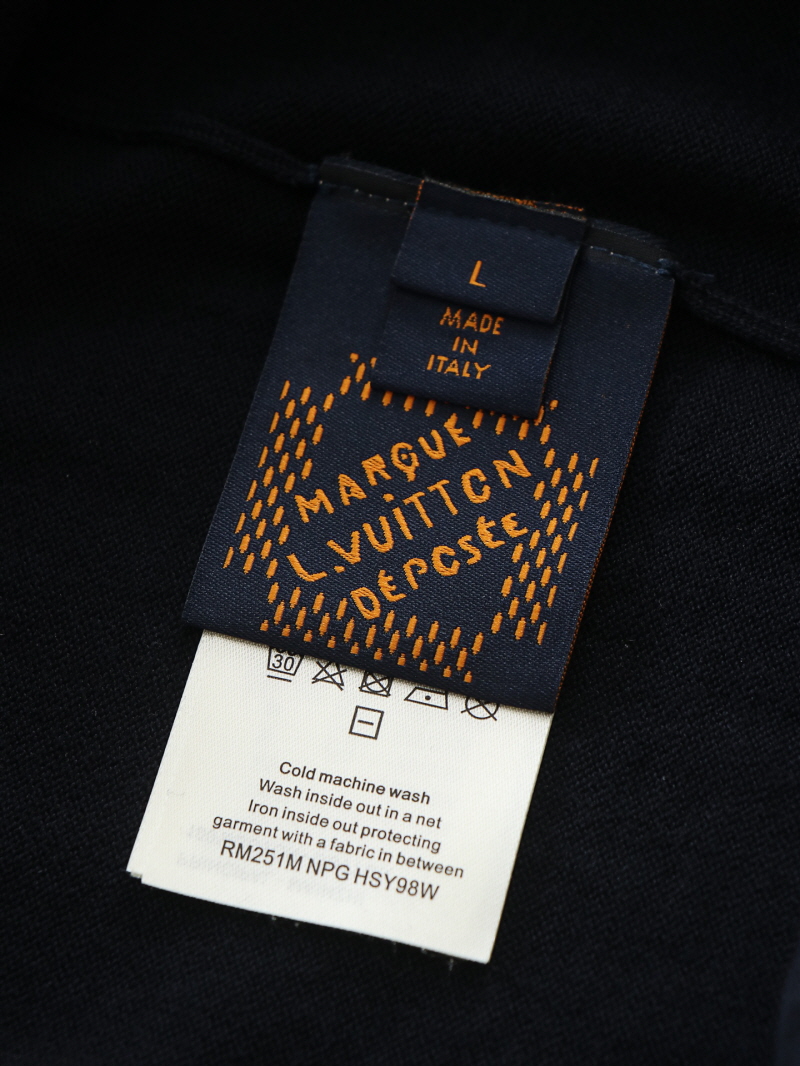 L
MADE
IN
ITALY
MARQUE
L.VUiTTON
DÉPOSÉE
30
Cold machine wash
Wash inside out in a net
Iron inside out protecting
garment with a fabric in between
RM251M NPG HSY98W